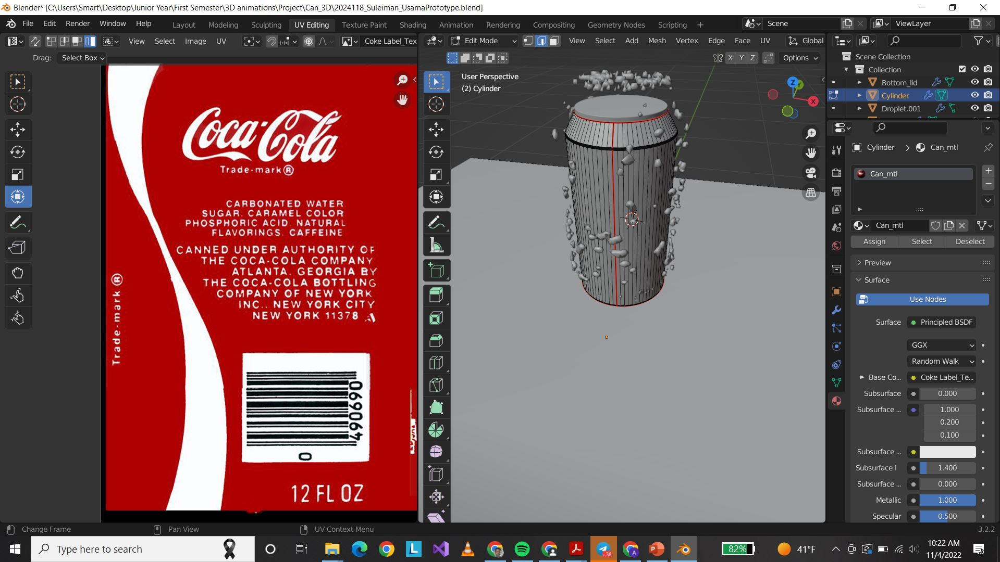 Blender* [C:\Users\Smart\Desktop\Junior Year\First Semester\3D animations\Project\Can_3D\2024118_Suleiman_UsamaPrototype.blend]
File Edit Render Window Help Layout Modeling Sculpting UV Editing Texture Paint Shading Animation Rendering Compositing Geometry Nodes Scripting + Scene ViewLayer
View Select Image UV Coke Label_Tex
Drag: Select Box
Edit Mode View Select Add Mesh Vertex Edge Face UV Global
X Y Z Options
User Perspective
(2) Cylinder
Z
Y
X
Coca-Cola
Trade-mark ®
CARBONATED WATER
SUGAR. CARAMEL COLOR
PHOSPHORIC ACID. NATURAL
FLAVORINGS. CAFFEINE
CANNED UNDER AUTHORITY OF
THE COCA-COLA COMPANY
ATLANTA. GEORGIA BY
THE COCA-COLA BOTTLING
COMPANY OF NEW YORK
INC.. NEW YORK CITY
NEW YORK 11378
Trade-mark ®
490690
0
12 FL OZ
Scene Collection
Collection
Bottom_lid
Cylinder
Droplet.001
Cylinder > Can_mtl
Can_mtl
Can_mtl
Assign Select Deselect
Preview
Surface
Use Nodes
Surface Principled BSDF
GGX
Random Walk
Base Co... Coke Label_Te...
Subsurface 0.000
Subsurface ... 1.000
0.200
0.100
Subsurface ...
Subsurface I 1.400
Subsurface ... 0.000
Metallic 1.000
Specular 0.500
Change Frame Pan View UV Context Menu 3.2.2
Type here to search
L
A
P
..38
82%
41°F
10:22 AM
11/4/2022